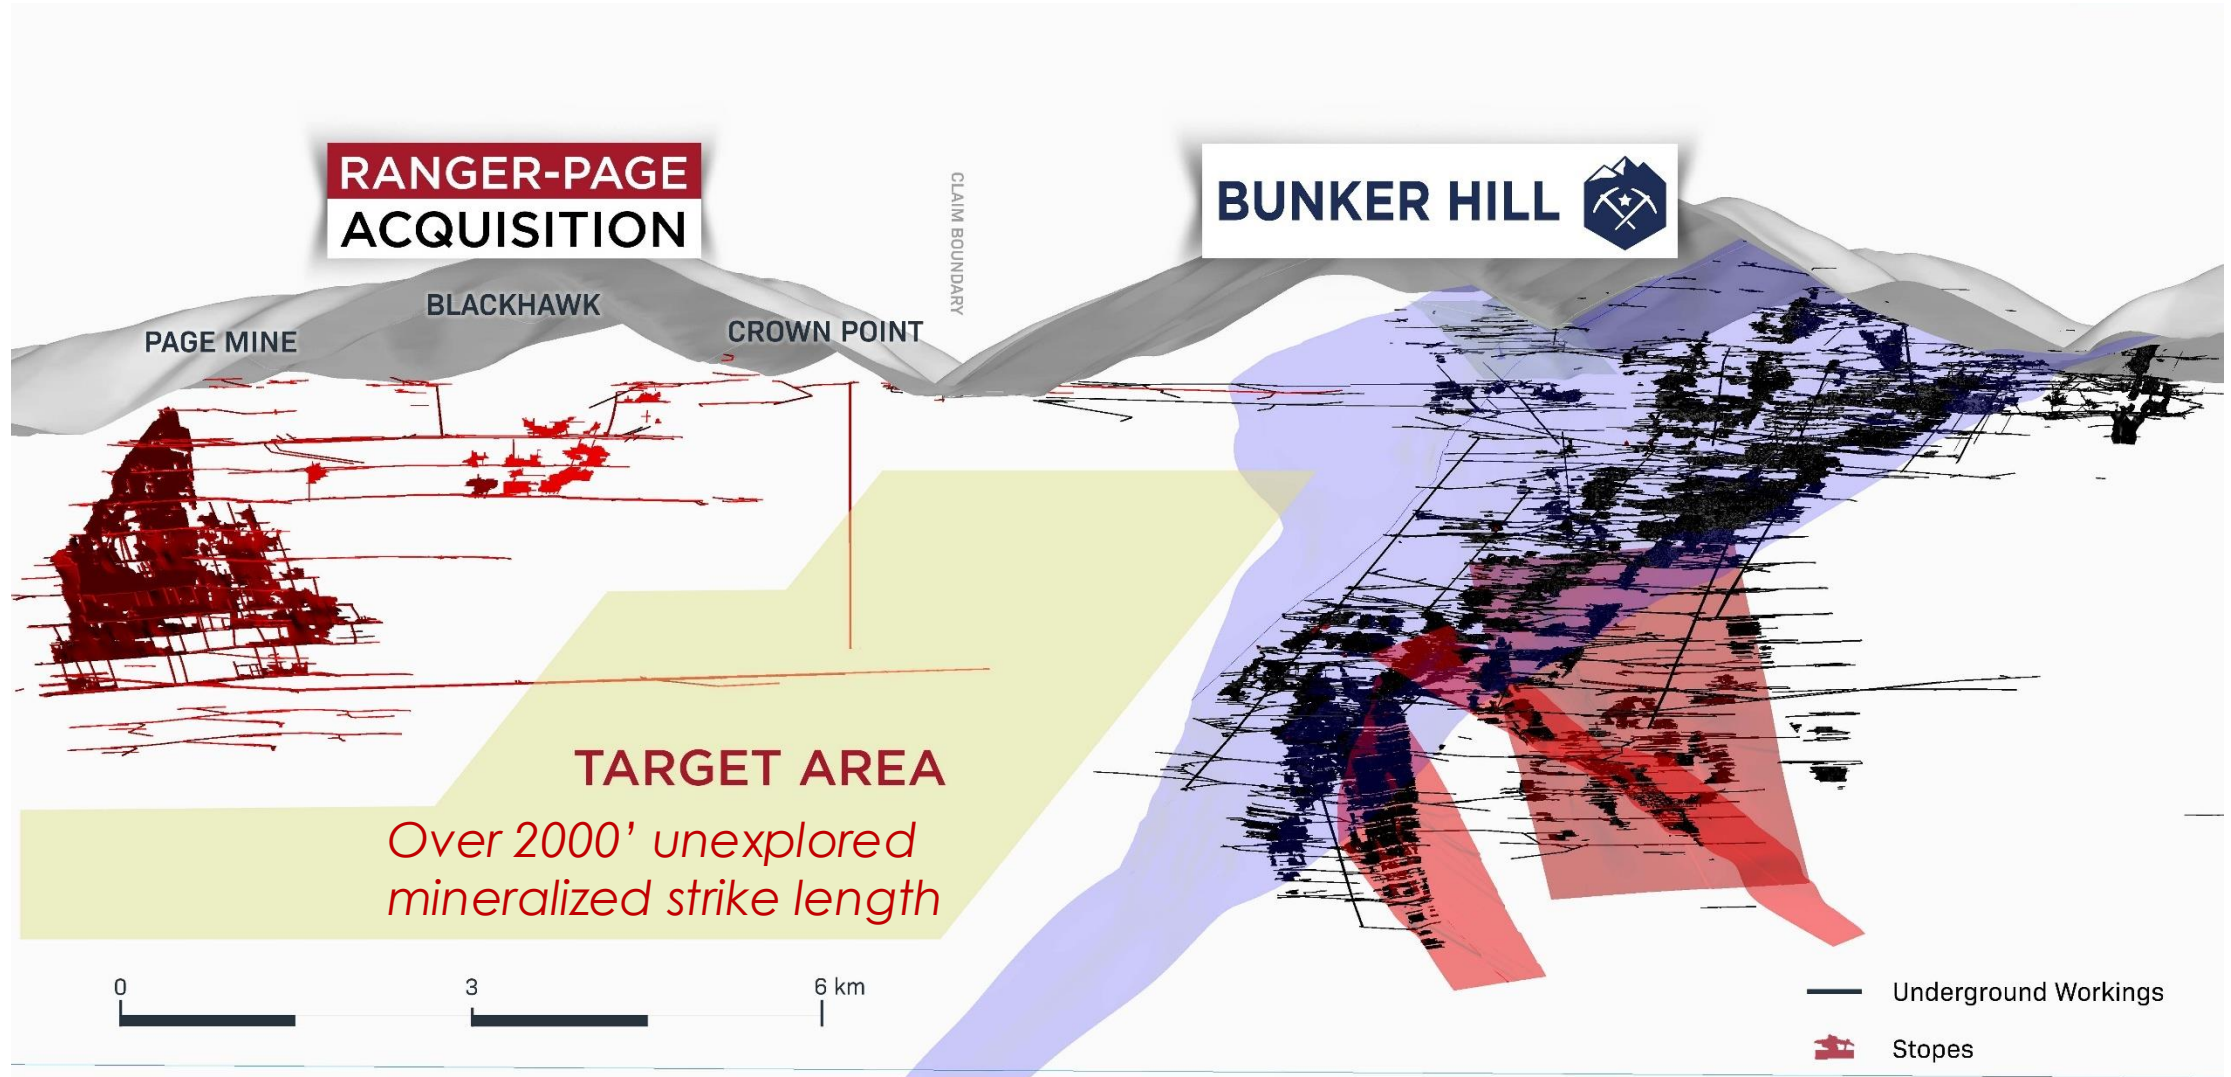 RANGER-PAGE
ACQUISITION
BUNKER HILL
CLAIM BOUNDARY
PAGE MINE
BLACKHAWK
CROWN POINT
TARGET AREA
Over 2000’ unexplored
mineralized strike length
0 3 6 km
Underground Workings
Stopes